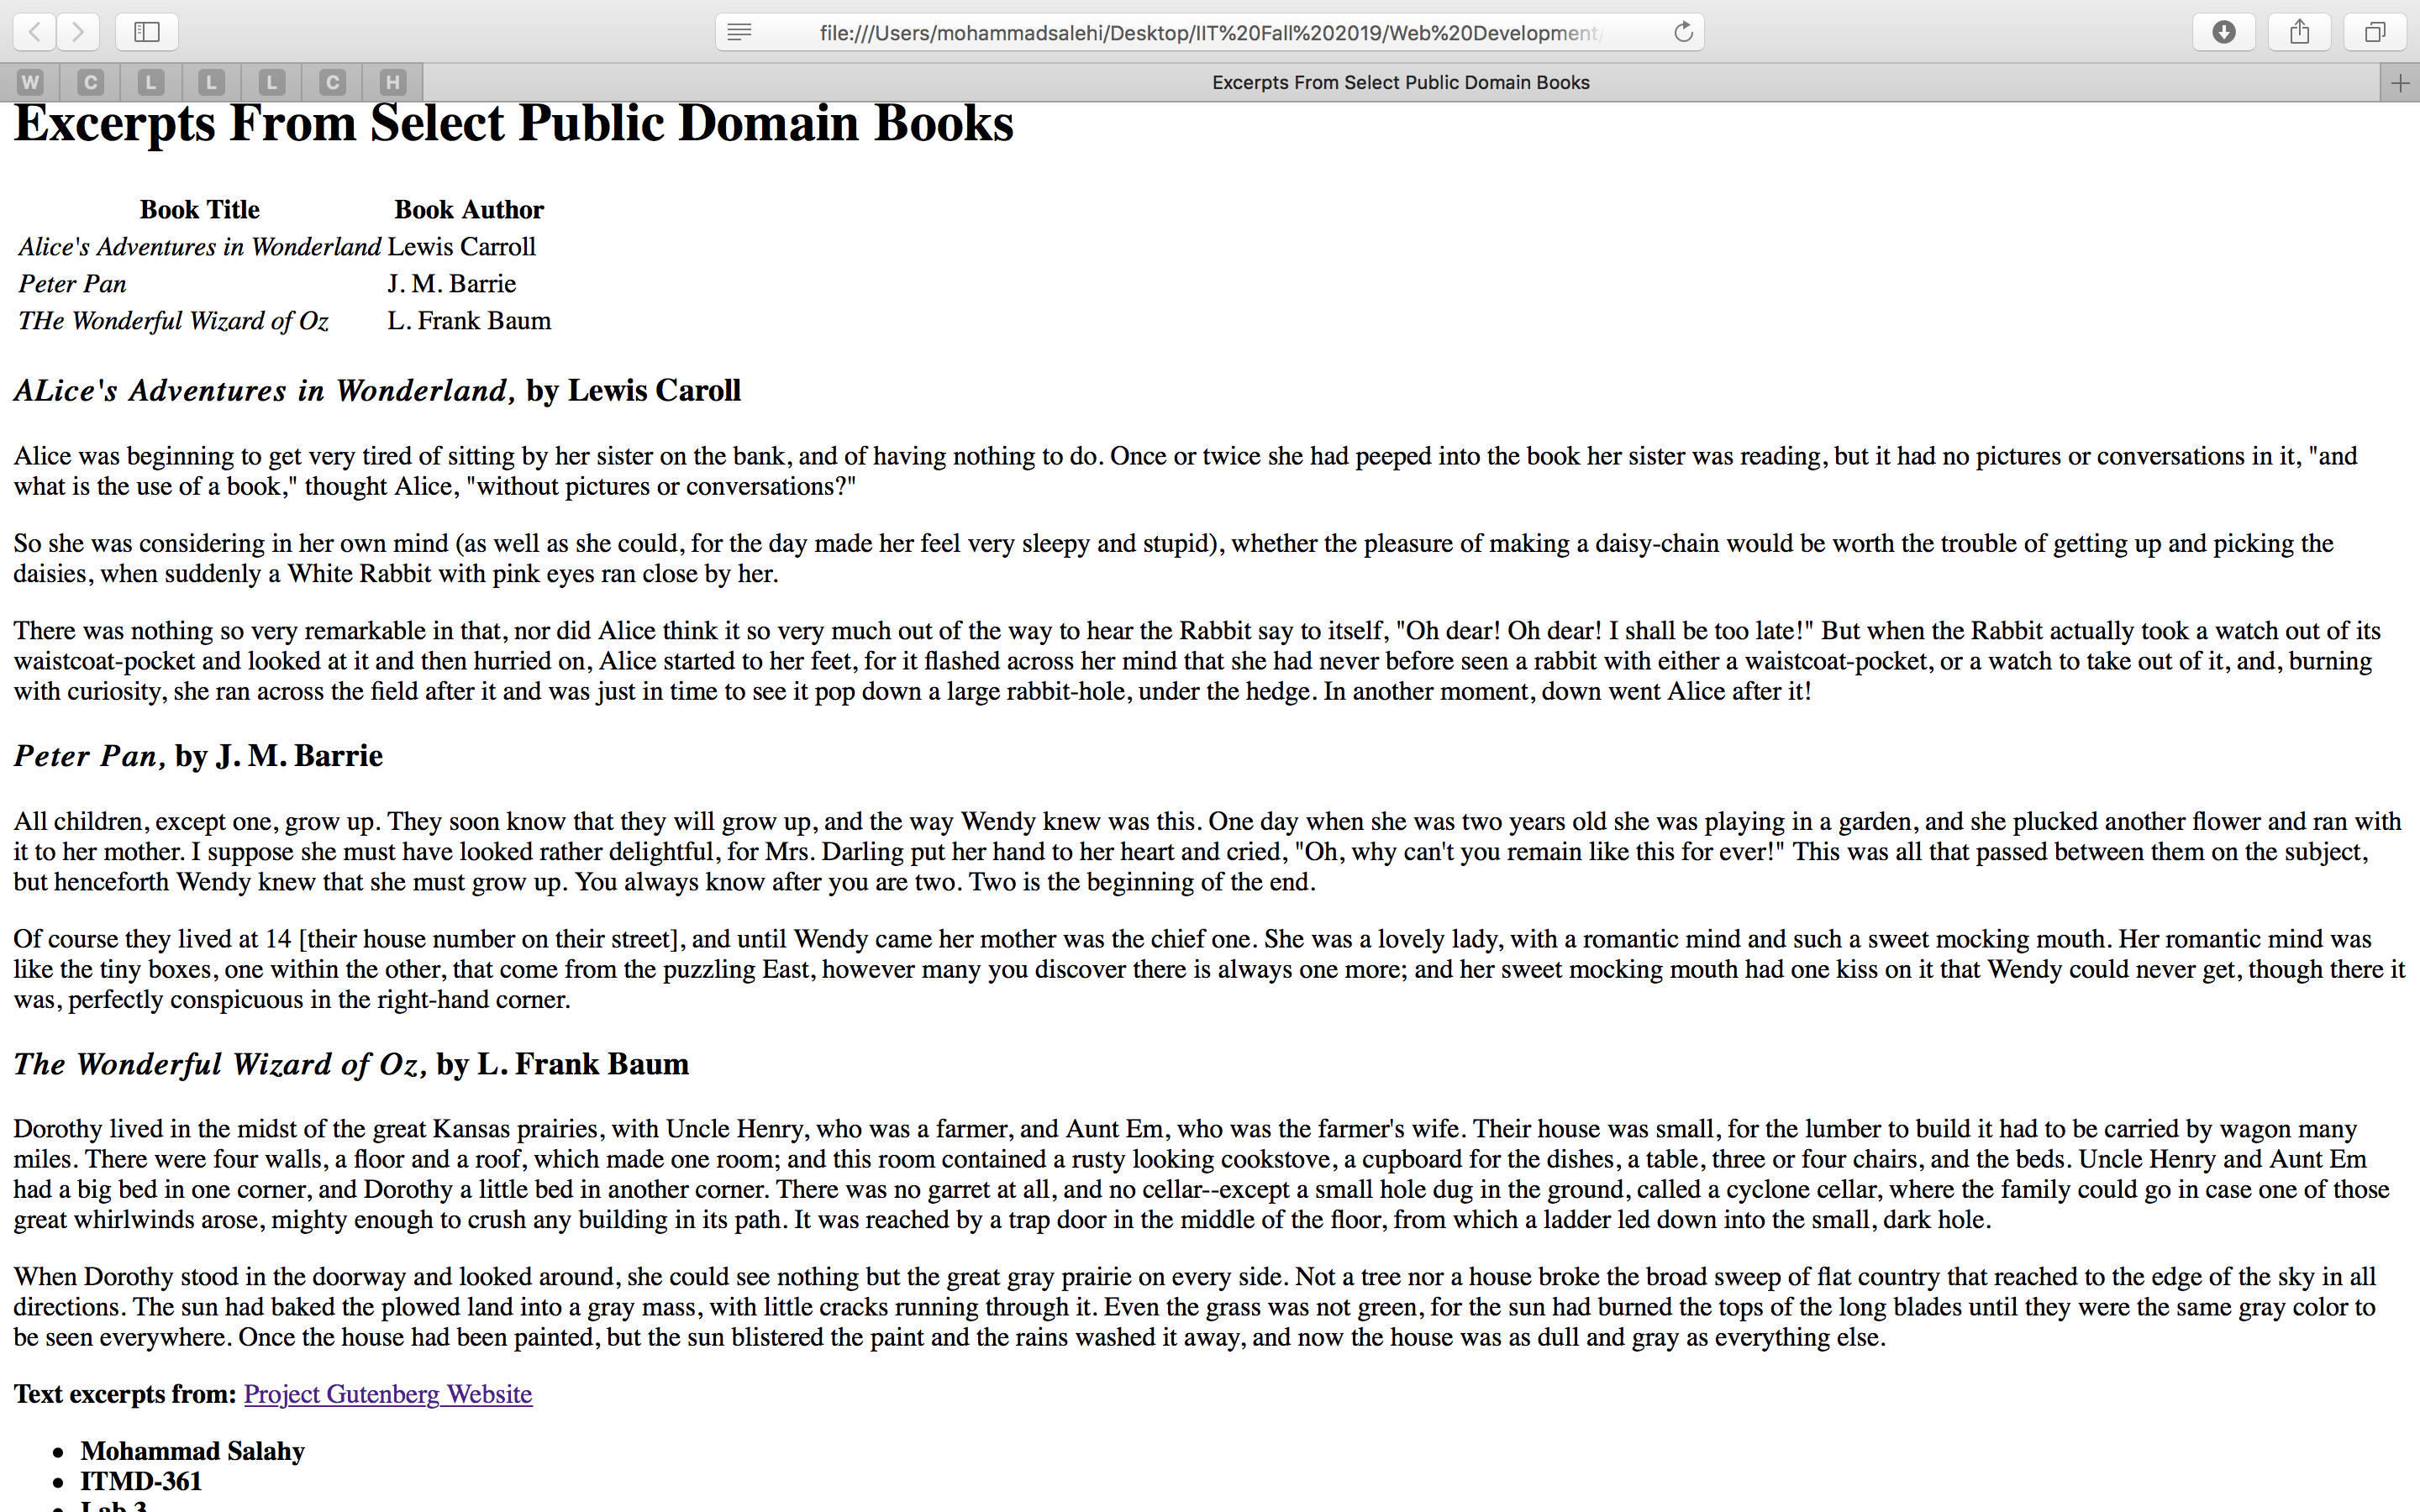 file:///Users/mohammadsalehi/Desktop/IIT%20Fall%202019/Web%20Development/
W C L L L C H
Excerpts From Select Public Domain Books
Excerpts From Select Public Domain Books
Book Title Book Author
Alice's Adventures in Wonderland Lewis Carroll
Peter Pan J. M. Barrie
THe Wonderful Wizard of Oz L. Frank Baum
ALice's Adventures in Wonderland, by Lewis Caroll
Alice was beginning to get very tired of sitting by her sister on the bank, and of having nothing to do. Once or twice she had peeped into the book her sister was reading, but it had no pictures or conversations in it, "and
what is the use of a book," thought Alice, "without pictures or conversations?"
So she was considering in her own mind (as well as she could, for the day made her feel very sleepy and stupid), whether the pleasure of making a daisy-chain would be worth the trouble of getting up and picking the
daisies, when suddenly a White Rabbit with pink eyes ran close by her.
There was nothing so very remarkable in that, nor did Alice think it so very much out of the way to hear the Rabbit say to itself, "Oh dear! Oh dear! I shall be too late!" But when the Rabbit actually took a watch out of its
waistcoat-pocket and looked at it and then hurried on, Alice started to her feet, for it flashed across her mind that she had never before seen a rabbit with either a waistcoat-pocket, or a watch to take out of it, and, burning
with curiosity, she ran across the field after it and was just in time to see it pop down a large rabbit-hole, under the hedge. In another moment, down went Alice after it!
Peter Pan, by J. M. Barrie
All children, except one, grow up. They soon know that they will grow up, and the way Wendy knew was this. One day when she was two years old she was playing in a garden, and she plucked another flower and ran with
it to her mother. I suppose she must have looked rather delightful, for Mrs. Darling put her hand to her heart and cried, "Oh, why can't you remain like this for ever!" This was all that passed between them on the subject,
but henceforth Wendy knew that she must grow up. You always know after you are two. Two is the beginning of the end.
Of course they lived at 14 [their house number on their street], and until Wendy came her mother was the chief one. She was a lovely lady, with a romantic mind and such a sweet mocking mouth. Her romantic mind was
like the tiny boxes, one within the other, that come from the puzzling East, however many you discover there is always one more; and her sweet mocking mouth had one kiss on it that Wendy could never get, though there it
was, perfectly conspicuous in the right-hand corner.
The Wonderful Wizard of Oz, by L. Frank Baum
Dorothy lived in the midst of the great Kansas prairies, with Uncle Henry, who was a farmer, and Aunt Em, who was the farmer's wife. Their house was small, for the lumber to build it had to be carried by wagon many
miles. There were four walls, a floor and a roof, which made one room; and this room contained a rusty looking cookstove, a cupboard for the dishes, a table, three or four chairs, and the beds. Uncle Henry and Aunt Em
had a big bed in one corner, and Dorothy a little bed in another corner. There was no garret at all, and no cellar--except a small hole dug in the ground, called a cyclone cellar, where the family could go in case one of those
great whirlwinds arose, mighty enough to crush any building in its path. It was reached by a trap door in the middle of the floor, from which a ladder led down into the small, dark hole.
When Dorothy stood in the doorway and looked around, she could see nothing but the great gray prairie on every side. Not a tree nor a house broke the broad sweep of flat country that reached to the edge of the sky in all
directions. The sun had baked the plowed land into a gray mass, with little cracks running through it. Even the grass was not green, for the sun had burned the tops of the long blades until they were the same gray color to
be seen everywhere. Once the house had been painted, but the sun blistered the paint and the rains washed it away, and now the house was as dull and gray as everything else.
Text excerpts from: Project Gutenberg Website
• Mohammad Salahy
• ITMD-361
• Lab 3